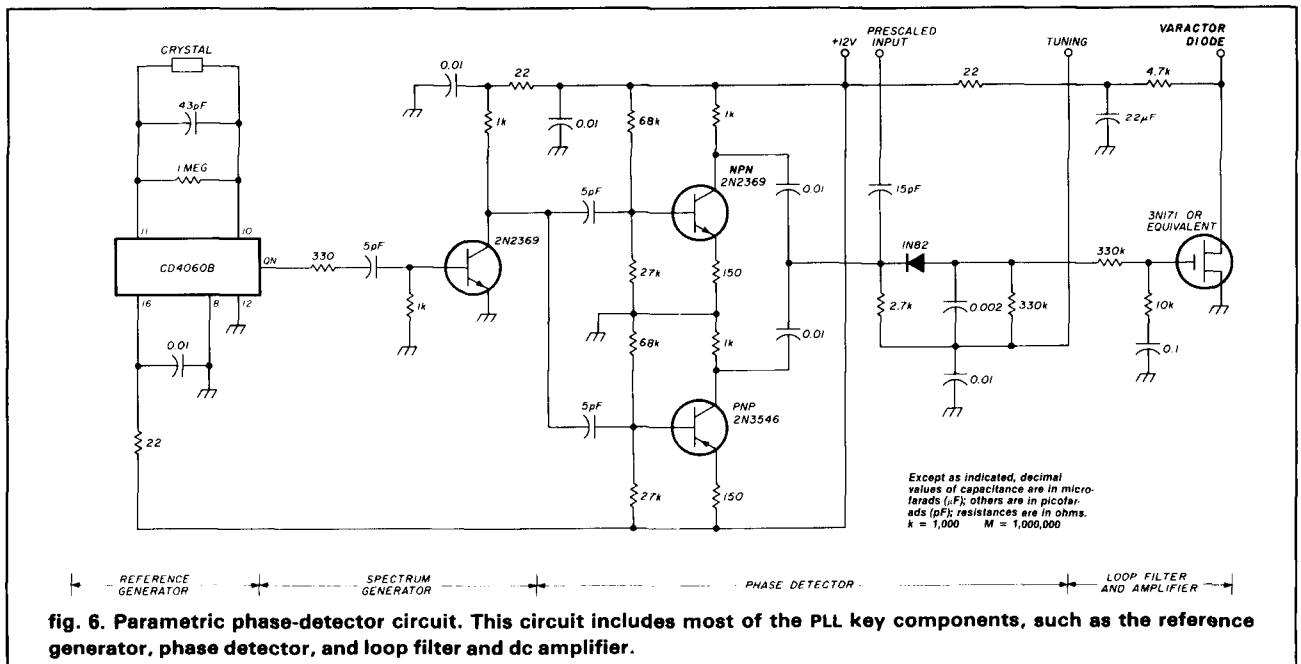 CRYSTAL
43pF
1 MEG
11
10
CD4060B
QN
16
8
12
0.01
22
330
5pF
1k
2N2369
0.01
22
1k
0.01
5pF
5pF
68k
27k
68k
27k
1k
NPN
2N2369
150
1k
PNP
2N3546
150
0.01
0.01
+12V
PRESCALED
INPUT
15pF
1N82
2.7k
0.002
330k
0.01
TUNING
22
4.7k
22µF
VARACTOR
DIODE
3N171 OR
EQUIVALENT
330k
10k
0.1
Except as indicated, decimal
values of capacitance are in micro-
farads (µF); others are in picofar-
ads (pF); resistances are in ohms.
k = 1,000 M = 1,000,000
REFERENCE
GENERATOR
SPECTRUM
GENERATOR
PHASE DETECTOR
LOOP FILTER
AND AMPLIFIER
fig. 6. Parametric phase-detector circuit. This circuit includes most of the PLL key components, such as the reference
generator, phase detector, and loop filter and dc amplifier.